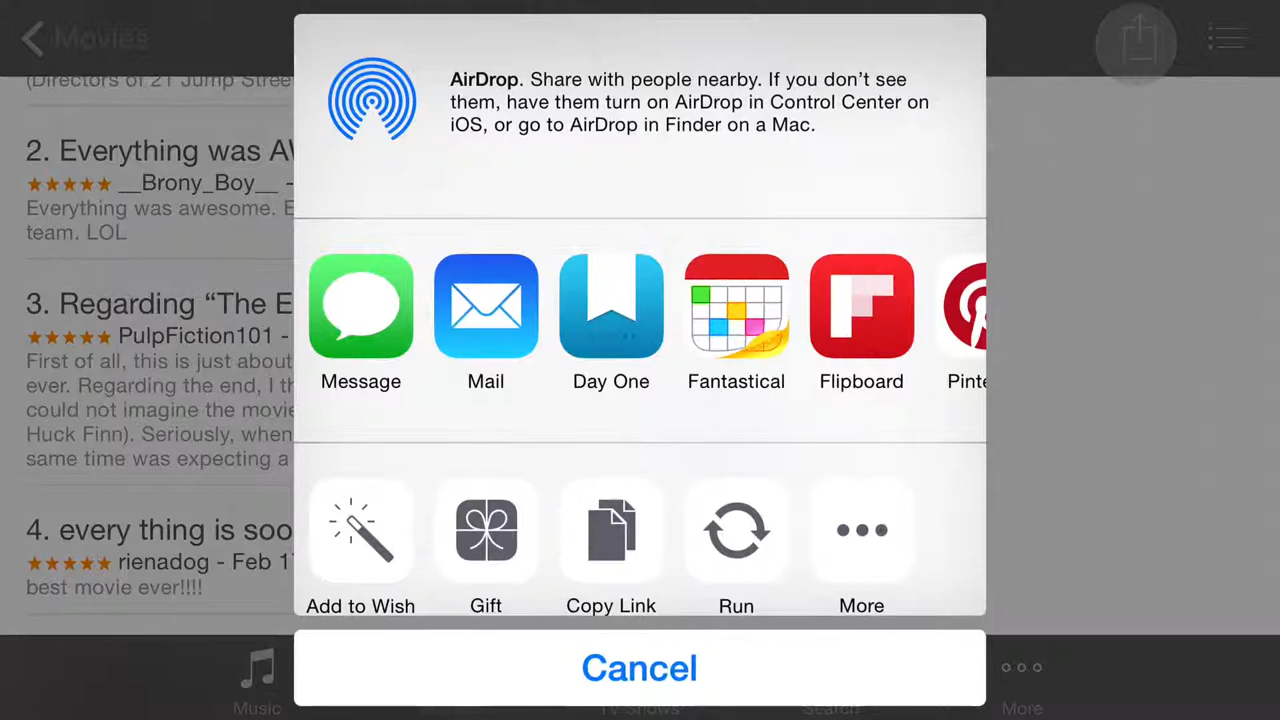 Movies
(Directors of 21 Jump Stree
2. Everything was A
__Brony_Boy__ -
Everything was awesome. E
team. LOL
3. Regarding “The E
PulpFiction101 -
First of all, this is just about
ever. Regarding the end, I th
could not imagine the movie
Huck Finn). Seriously, when
same time was expecting a
4. every thing is soo
rienadog - Feb 17
best movie ever!!!!
AirDrop. Share with people nearby. If you don’t see
them, have them turn on AirDrop in Control Center on
iOS, or go to AirDrop in Finder on a Mac.
Message Mail Day One Fantastical Flipboard Pinte
Add to Wish Gift Copy Link Run More
Cancel
Music TV Shows Search More